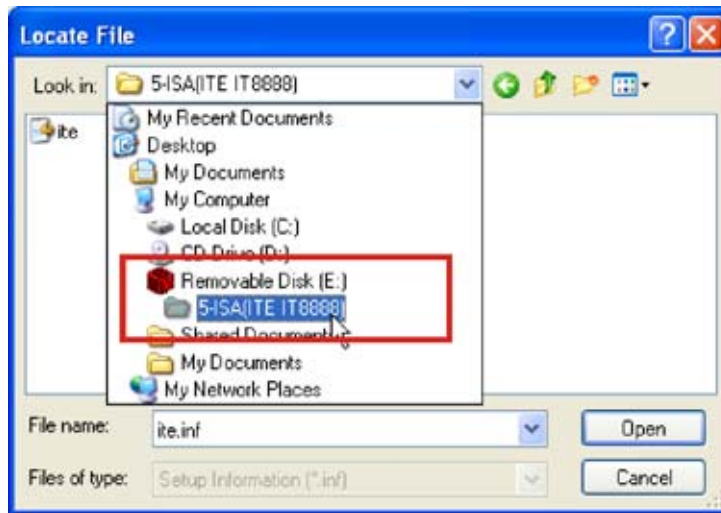 Locate File
Look in: 5-ISA(ITE IT8888)
ite
My Recent Documents
Desktop
My Documents
My Computer
Local Disk (C:)
CD Drive (D:)
Removable Disk (E:)
5-ISA(ITE IT8888)
Shared Documents
My Documents
My Network Places
File name: ite.inf Open
Files of type: Setup Information (*.inf) Cancel